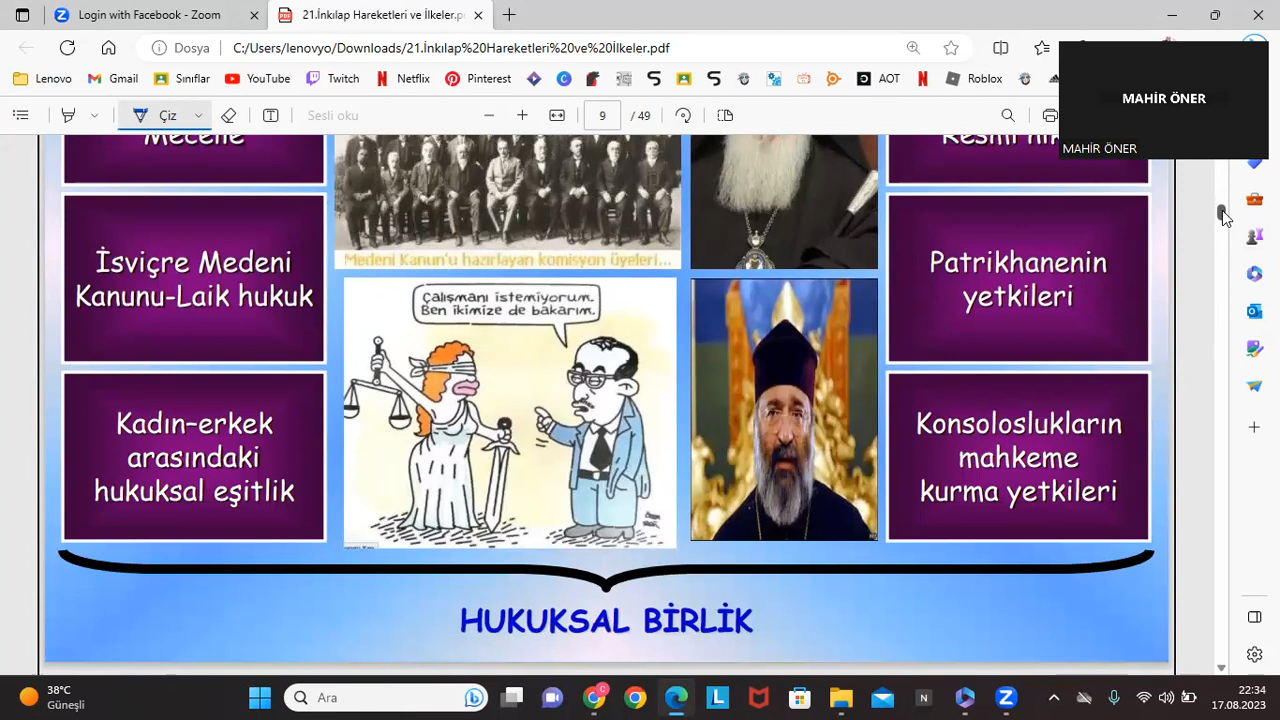 Login with Facebook - Zoom
21.İnkılap Hareketleri ve İlkeler.p
Dosya
C:/Users/lenovyo/Downloads/21.İnkılap%20Hareketleri%20ve%20İlkeler.pdf
Lenovo
Gmail
Sınıflar
YouTube
Twitch
Netflix
Pinterest
AOT
Roblox
MAHİR ÖNER
MAHİR ÖNER
Çiz
Sesli oku
9
/ 49
Mecelle
Medeni Kanun'u hazırlayan komisyon üyeleri...
İsviçre Medeni
Kanunu-Laik hukuk
Patrikhanenin
yetkileri
Çalışmanı istemiyorum.
Ben ikimize de bakarım.
Kadın–erkek
arasındaki
hukuksal eşitlik
Konsoloslukların
mahkeme
kurma yetkileri
HUKUKSAL BİRLİK
38°C
Güneşli
Ara
22:34
17.08.2023